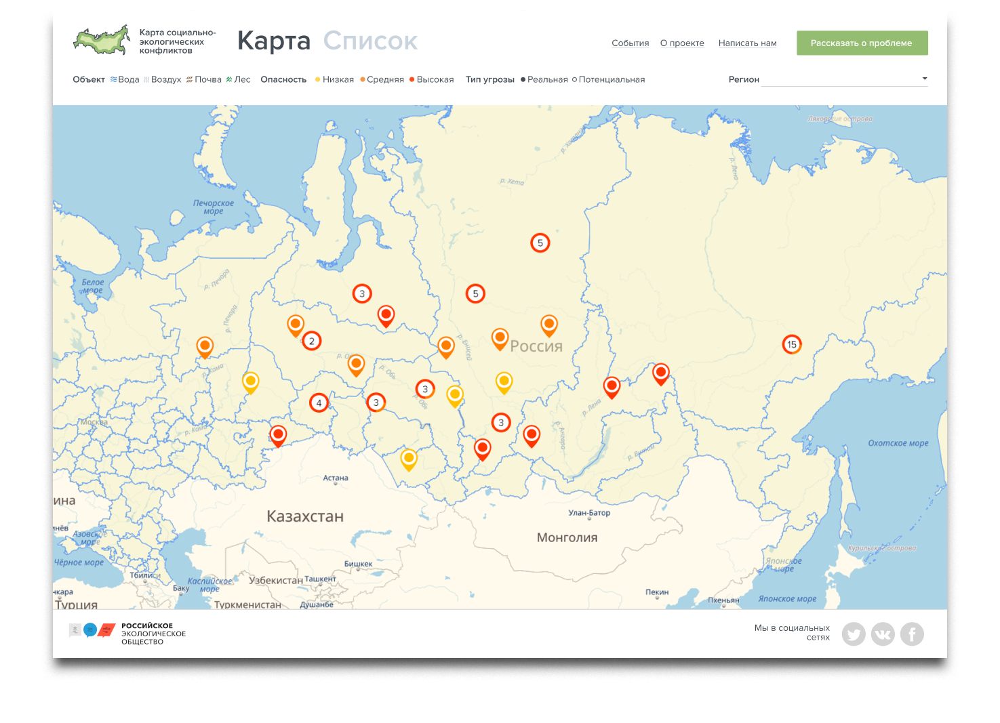 Карта социально-
экологических
конфликтов
Карта Список
События О проекте Написать нам
Рассказать о проблеме
Объект Вода Воздух Почва Лес Опасность Низкая Средняя Высокая Тип угрозы Реальная Потенциальная
Регион
Ляховские острова
р. Хатанга
р. Лена
р. Хета
Печорское
море
5
р. Печора
Белое
море
3
5
р. Печора
2
р. Енисей
Россия
15
р. Об
р. Обь
р. Кама
3
р. Обь
4
3
р. Лена
Москва
3
р. Кама
р. Ангара
Охотское море
р. Витим
Астана
ина
Казахстан
Улан-Батор
инёв
Азовское
море
Монголия
Курильские острова
Чёрное море
Бишкек
Японское
море
Тбилиси
Каспийское
море
Узбекистан
Ташкент
Баку
нкара
Турция
Туркменистан
Душанбе
Пекин
Пхеньян
Японское море
РОССИЙСКОЕ
ЭКОЛОГИЧЕСКОЕ
ОБЩЕСТВО
Мы в социальных
сетях